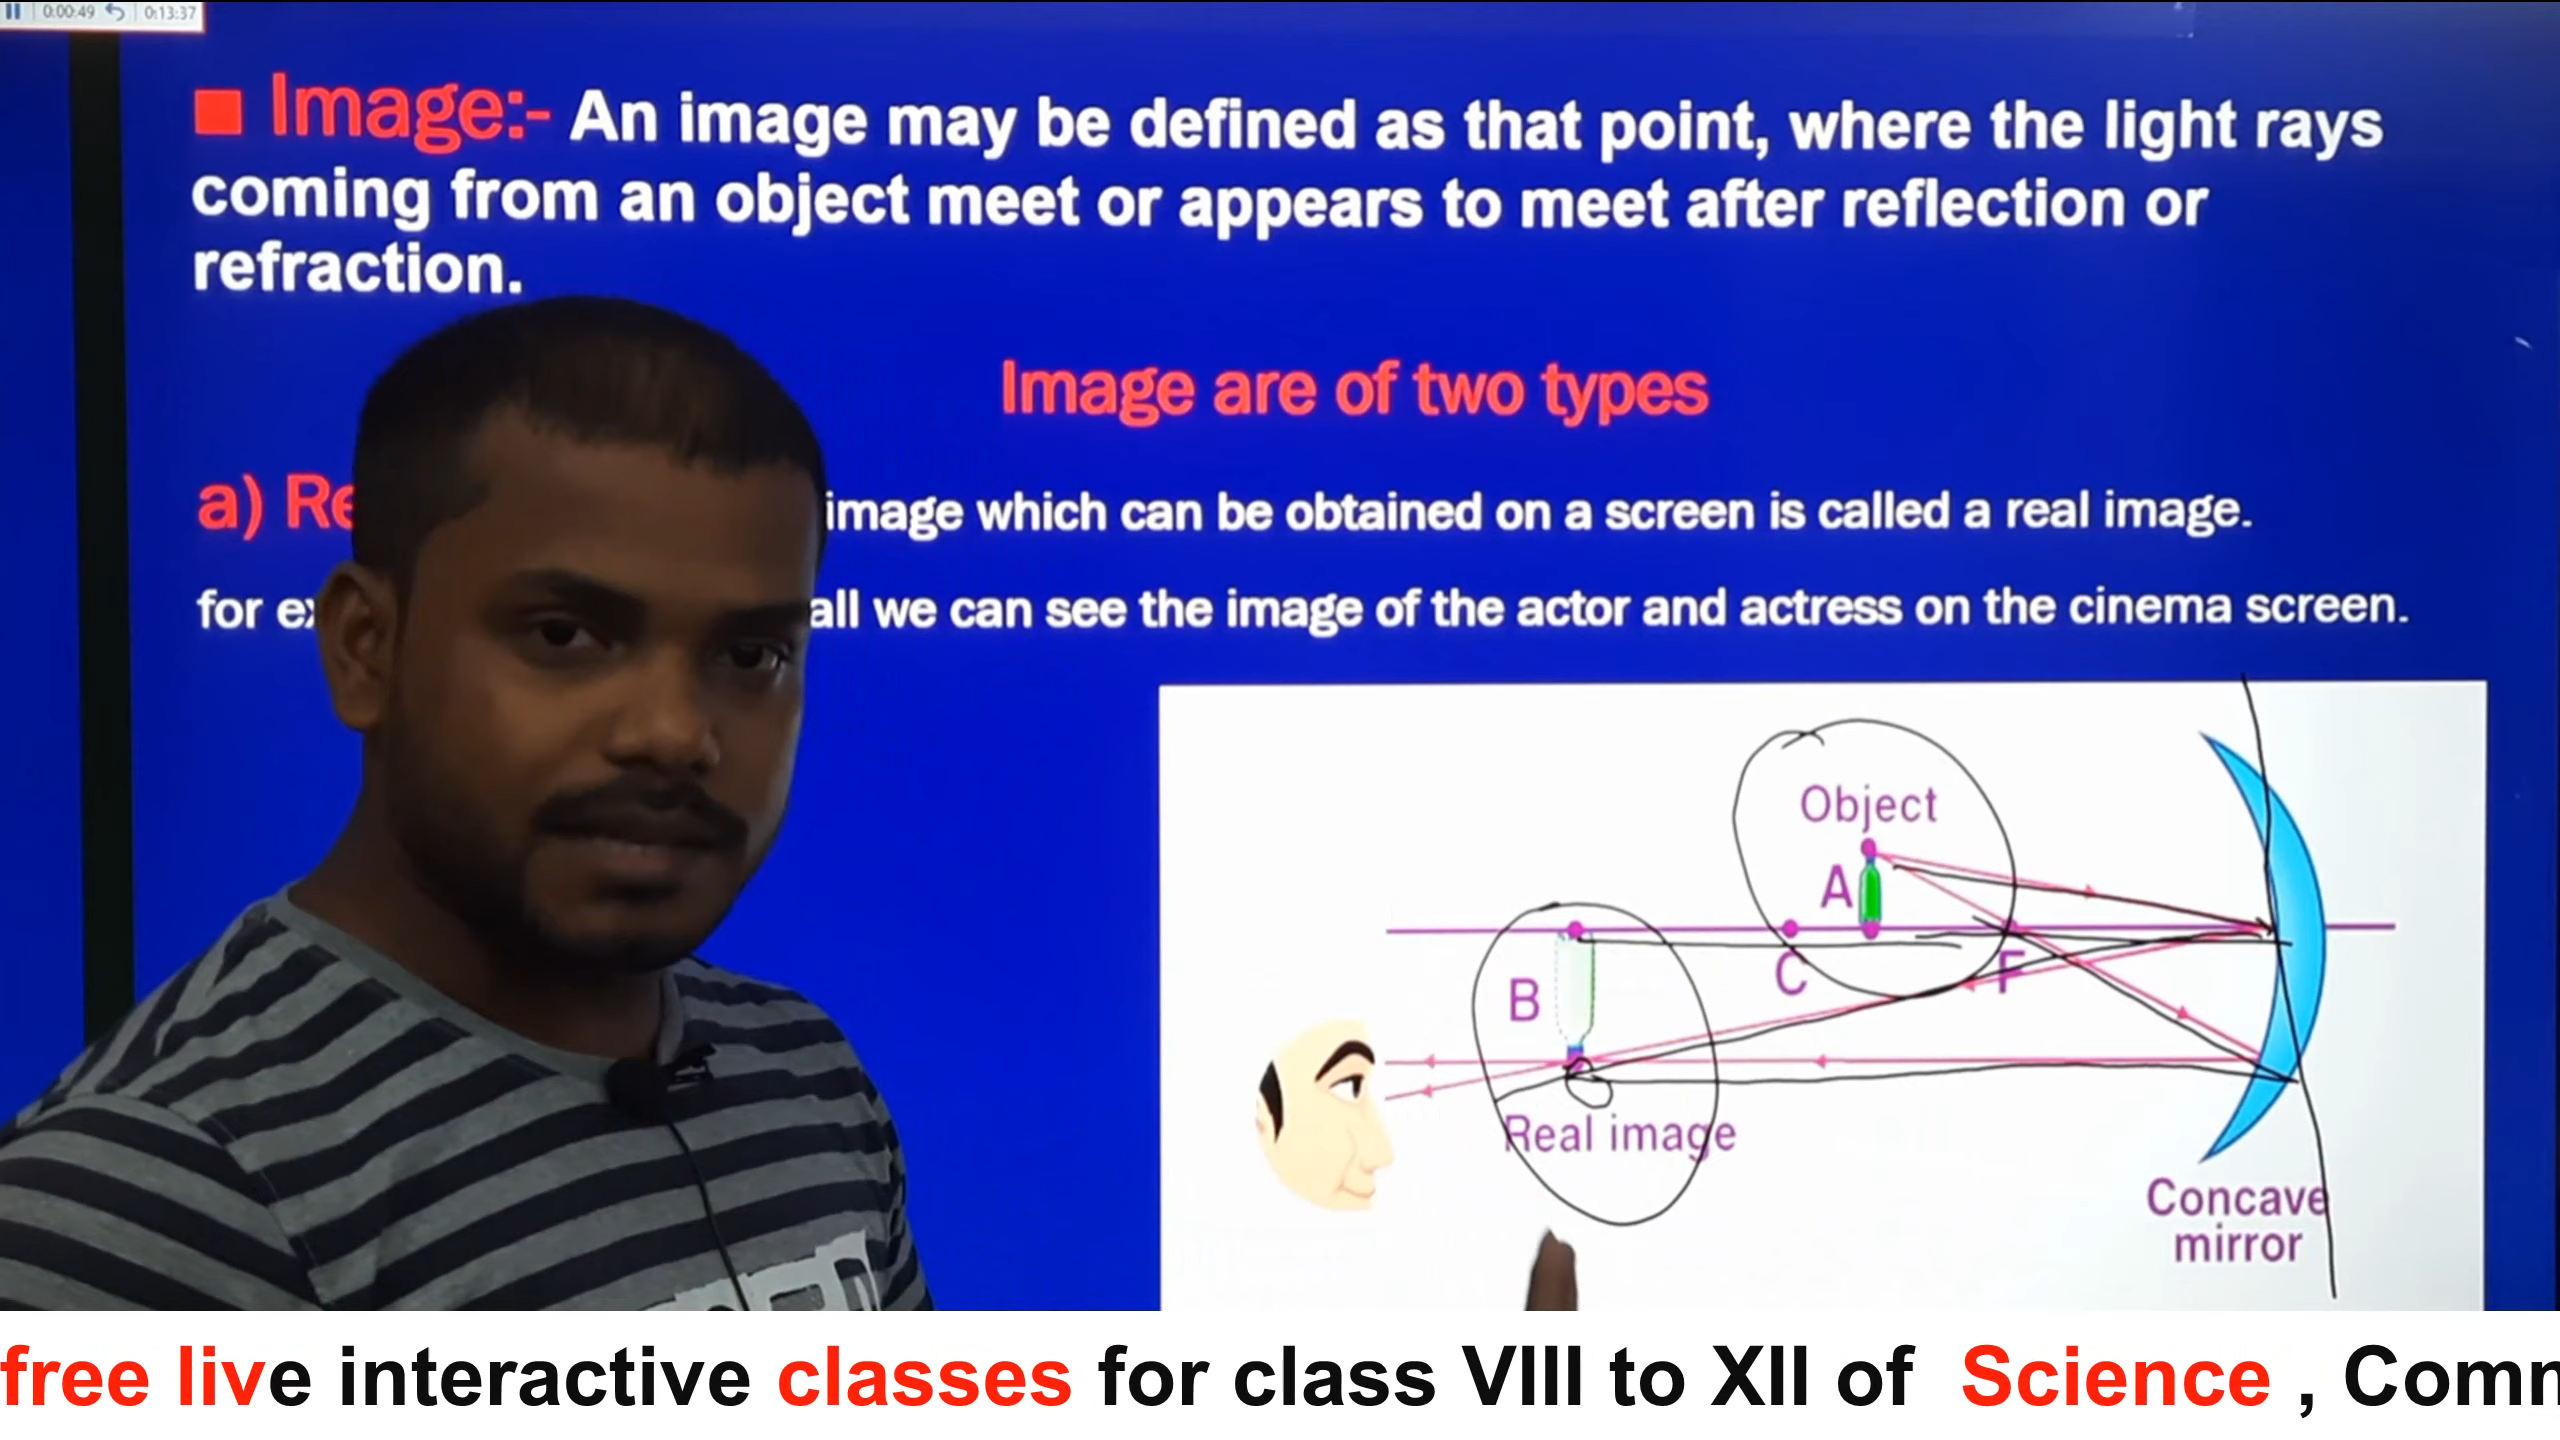 0:00:49 0:13:37
■ Image:- An image may be defined as that point, where the light rays
coming from an object meet or appears to meet after reflection or
refraction.
Image are of two types
a) Re image which can be obtained on a screen is called a real image.
for ex all we can see the image of the actor and actress on the cinema screen.
Object
A
B
C
F
Real image
Concave
mirror
free live interactive classes for class VIII to XII of Science , Comm